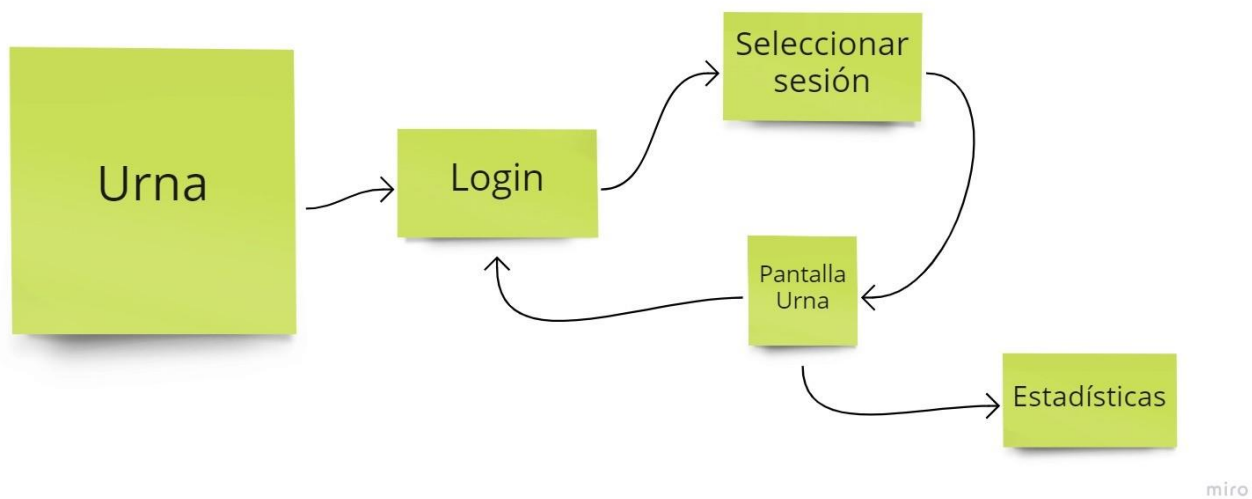 Urna
Login
Seleccionar
sesión
Pantalla
Urna
Estadísticas
miro